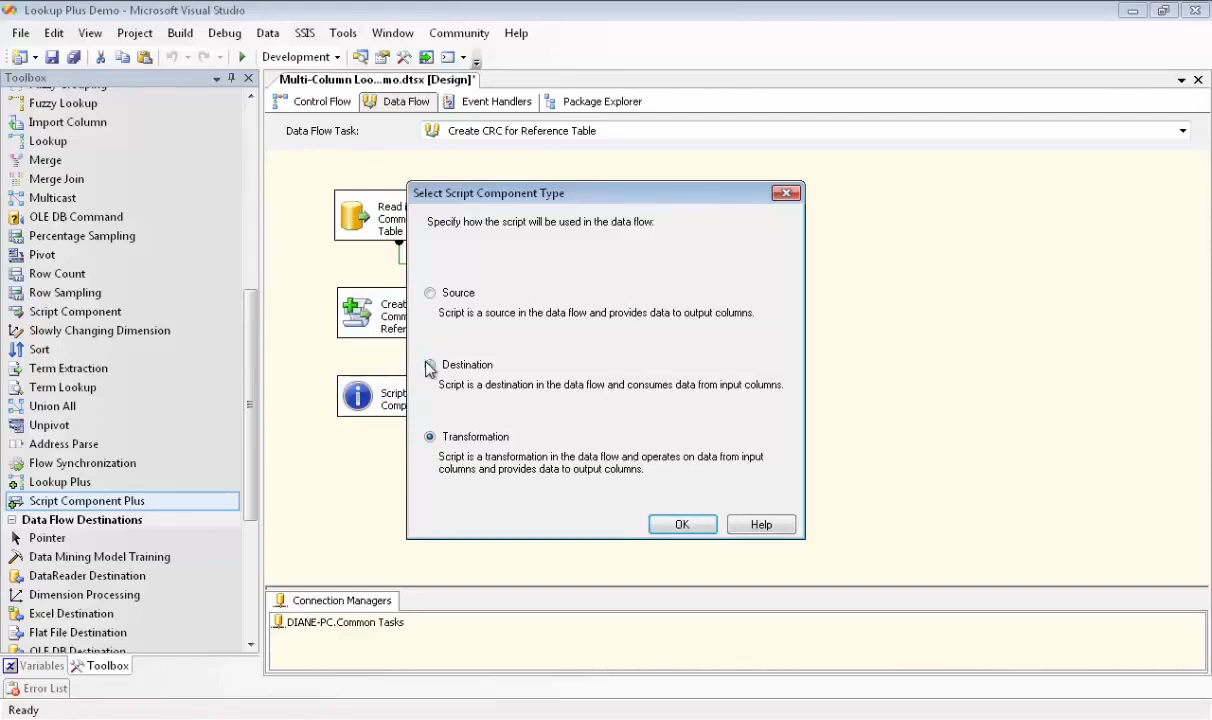 Lookup Plus Demo - Microsoft Visual Studio
File Edit View Project Build Debug Data SSIS Tools Window Community Help
Development
Toolbox
Multi-Column Loo...mo.dtsx [Design]*
Fuzzy Grouping
Fuzzy Lookup
Import Column
Lookup
Merge
Merge Join
Multicast
OLE DB Command
Percentage Sampling
Pivot
Row Count
Row Sampling
Script Component
Slowly Changing Dimension
Sort
Term Extraction
Term Lookup
Union All
Unpivot
Address Parse
Flow Synchronization
Lookup Plus
Script Component Plus
Data Flow Destinations
Pointer
Data Mining Model Training
DataReader Destination
Dimension Processing
Excel Destination
Flat File Destination
OLE DB Destination
Variables Toolbox
Error List
Ready
Control Flow Data Flow Event Handlers Package Explorer
Data Flow Task: Create CRC for Reference Table
Read
Comm
Table
Creat
Comm
Refer
Script
Comp
Select Script Component Type
Specify how the script will be used in the data flow.
Source
Script is a source in the data flow and provides data to output columns.
Destination
Script is a destination in the data flow and consumes data from input columns.
Transformation
Script is a transformation in the data flow and operates on data from input
columns and provides data to output columns.
OK Help
Connection Managers
DIANE-PC.Common Tasks